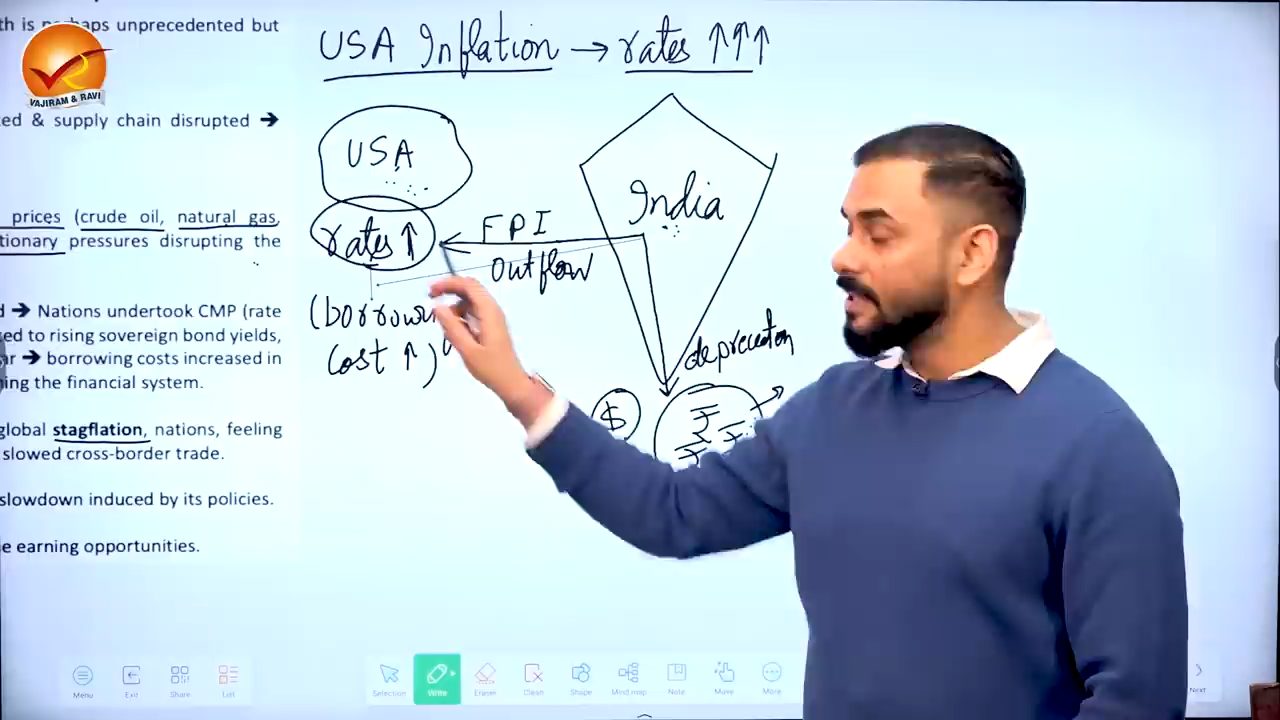 th is perhaps unprecedented but
VAJIRAM & RAVI
ed & supply chain disrupted →
prices (crude oil, natural gas,
tionary pressures disrupting the
d → Nations undertook CMP (rate
ted to rising sovereign bond yields,
ar → borrowing costs increased in
ning the financial system.
global stagflation, nations, feeling
slowed cross-border trade.
slowdown induced by its policies.
e earning opportunities.
USA Inflation → rates ↑↑↑
USA
rates ↑
(borrowin
Cost ↑)
FPI
outflow
India
$
₹
₹ ₹
₹
Menu
Exit
Share
List
Selection
Write
Eraser
Clean
Shape
Mind map
Note
Move
More
Next